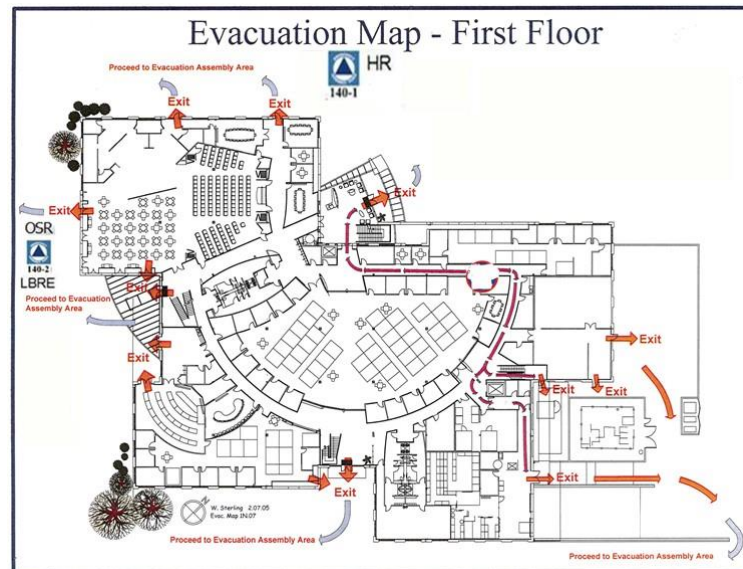 Evacuation Map - First Floor
HR
140-1
Proceed to Evacuation Assembly Area
Exit
Exit
Exit
Exit
OSR
140-2
LBRE
Exit
Proceed to Evacuation
Assembly Area
Exit
Exit
Exit
Exit
Exit
Exit
Exit
N
W. Sterling 2:07.05
Evac. Map 1N:07
Proceed to Evacuation Assembly Area
Proceed to Evacuation Assembly Area